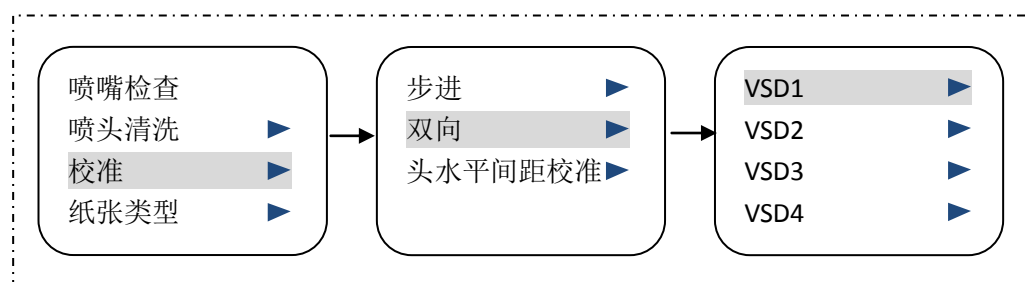 喷嘴检查
喷头清洗
校准
纸张类型
步进
双向
头水平间距校准
VSD1
VSD2
VSD3
VSD4